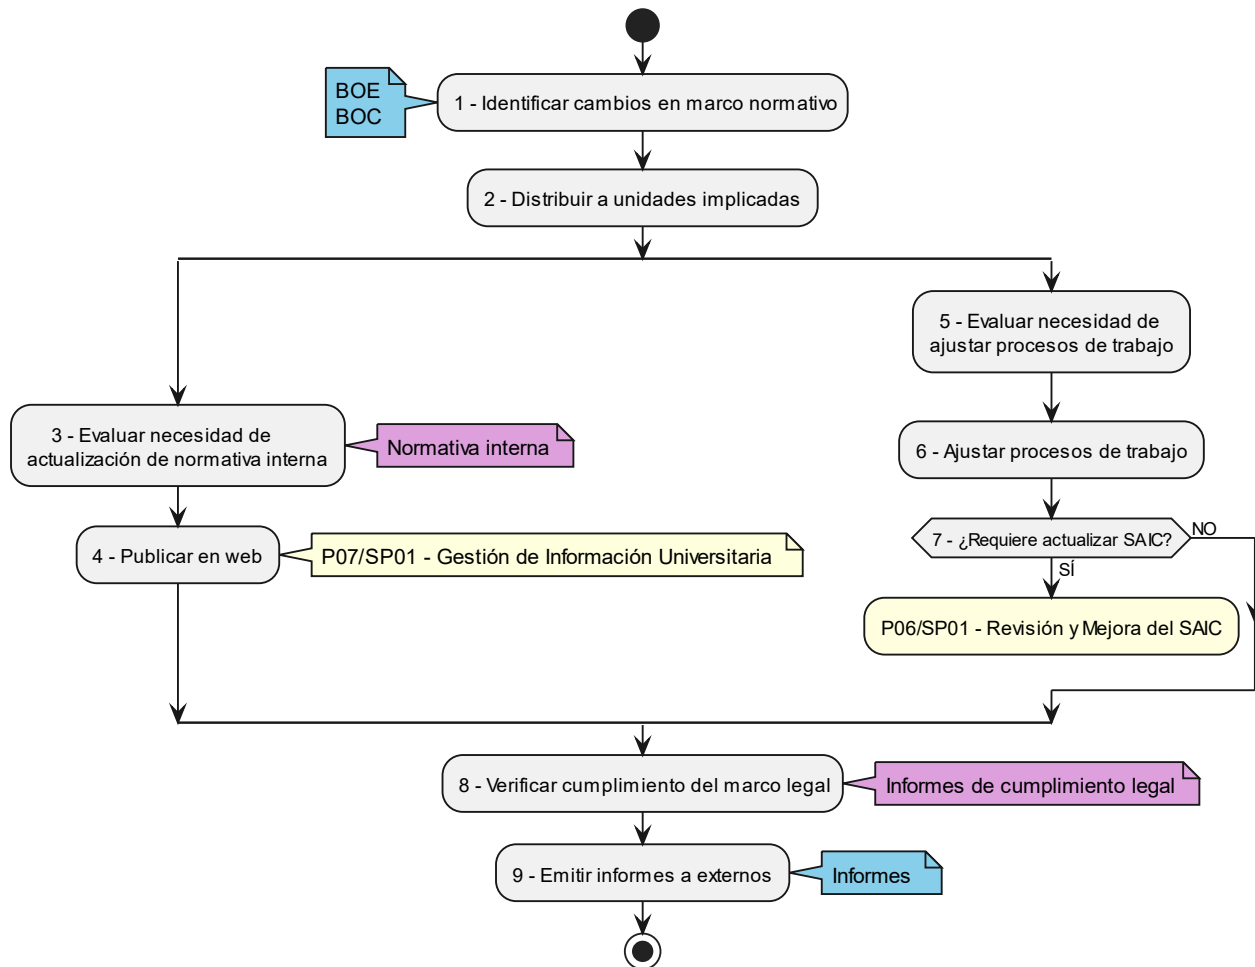 BOE
BOC
1 - Identificar cambios en marco normativo
2 - Distribuir a unidades implicadas
3 - Evaluar necesidad de
actualización de normativa interna
Normativa interna
4 - Publicar en web
P07/SP01 - Gestión de Información Universitaria
5 - Evaluar necesidad de
ajustar procesos de trabajo
6 - Ajustar procesos de trabajo
7 - ¿Requiere actualizar SAIC?
NO
SÍ
P06/SP01 - Revisión y Mejora del SAIC
8 - Verificar cumplimiento del marco legal
Informes de cumplimiento legal
9 - Emitir informes a externos
Informes